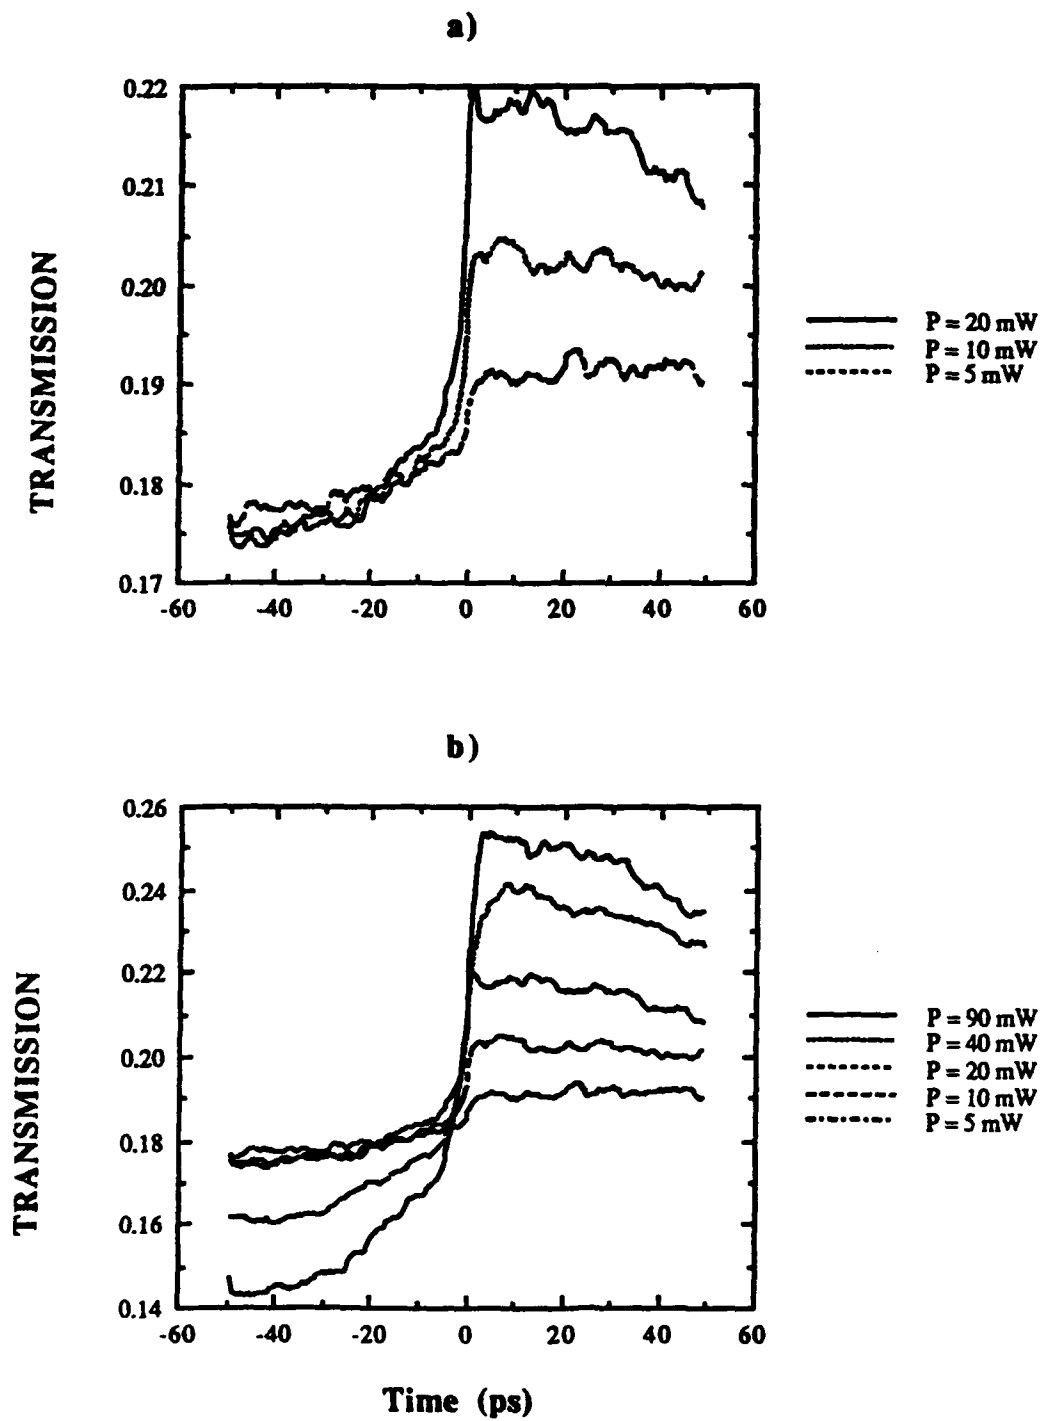 a)
0.22
0.21
0.20
0.19
0.18
0.17
TRANSMISSION
-60 -40 -20 0 20 40 60
P = 20 mW
P = 10 mW
P = 5 mW
b)
0.26
0.24
0.22
0.20
0.18
0.16
0.14
TRANSMISSION
-60 -40 -20 0 20 40 60
P = 90 mW
P = 40 mW
P = 20 mW
P = 10 mW
P = 5 mW
Time (ps)